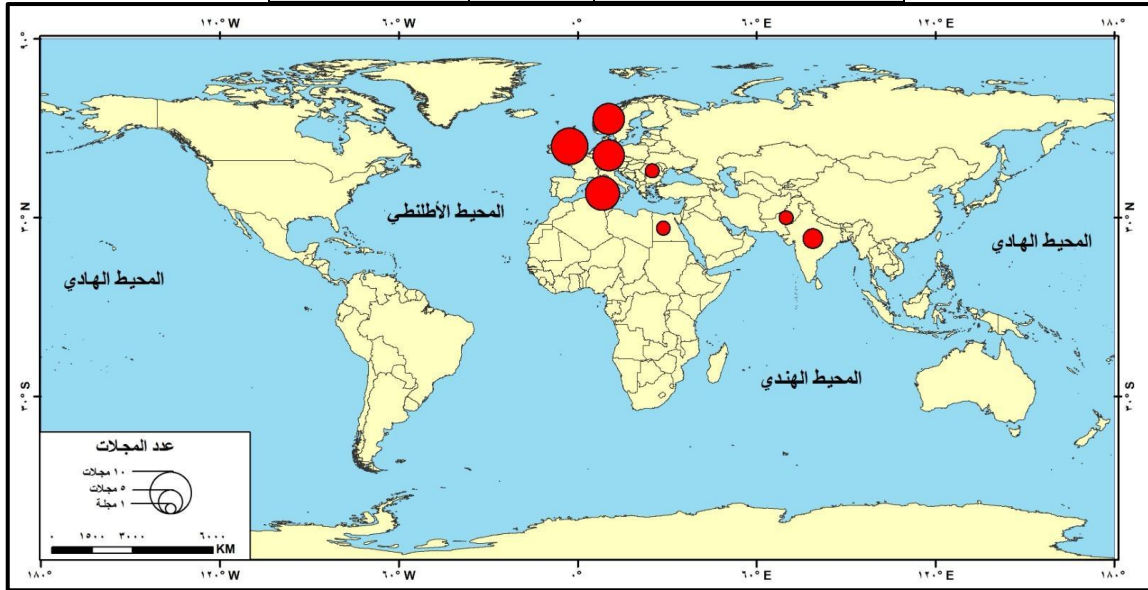 ١٢٠° W ٦٠° W ٠° ٦٠° E ١٢٠° E ١٨٠°
٩٠°
٣٠° N
٣٠° N
المحيط الأطلنطي
المحيط الهادي
المحيط الهادي
المحيط الهندي
٣٠° S
٣٠° S
عدد المجلات
١٠ مجلات
٥ مجلات
١ مجلة
٠ ١٥٠٠ ٣٠٠٠ ٦٠٠٠
KM
١٨٠° ١٢٠° W ٦٠° W ٠° ٦٠° E ١٢٠° E ١٨٠°